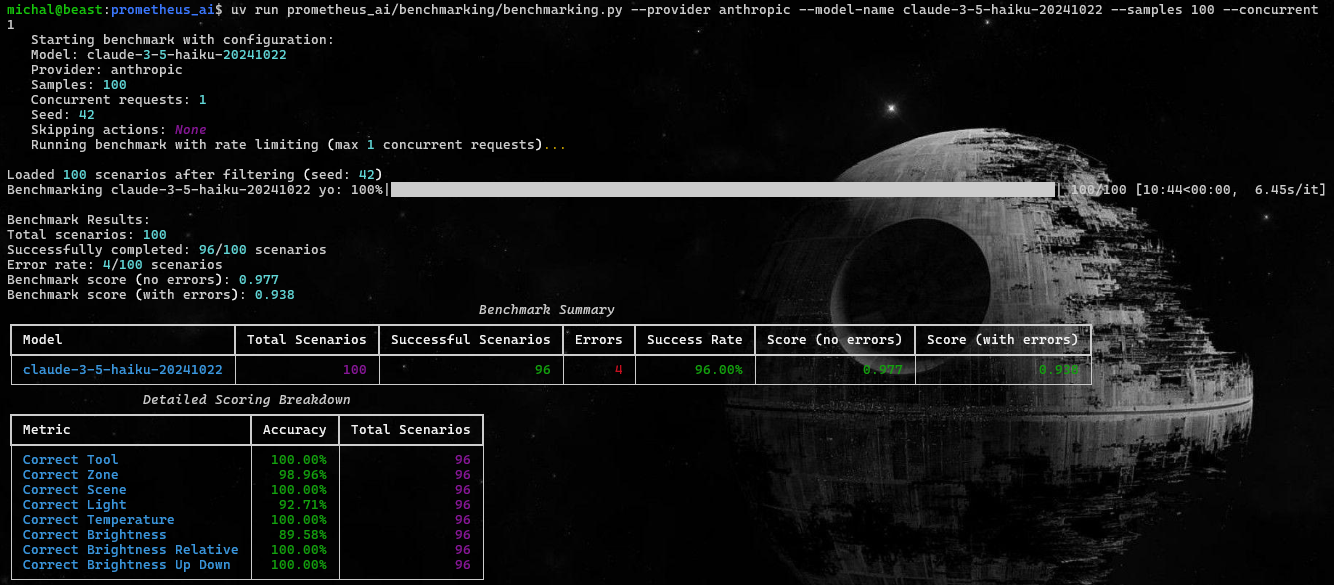 michal@beast:prometheus_ai$ uv run prometheus_ai/benchmarking/benchmarking.py --provider anthropic --model-name claude-3-5-haiku-20241022 --samples 100 --concurrent
1
Starting benchmark with configuration:
Model: claude-3-5-haiku-20241022
Provider: anthropic
Samples: 100
Concurrent requests: 1
Seed: 42
Skipping actions: None
Running benchmark with rate limiting (max 1 concurrent requests)...
Loaded 100 scenarios after filtering (seed: 42)
Benchmarking claude-3-5-haiku-20241022 yo: 100%| | 100/100 [10:44<00:00, 6.45s/it]
Benchmark Results:
Total scenarios: 100
Successfully completed: 96/100 scenarios
Error rate: 4/100 scenarios
Benchmark score (no errors): 0.977
Benchmark score (with errors): 0.938
Benchmark Summary
Model Total Scenarios Successful Scenarios Errors Success Rate Score (no errors) Score (with errors)
claude-3-5-haiku-20241022 100 96 4 96.00% 0.977 0.938
Detailed Scoring Breakdown
Metric Accuracy Total Scenarios
Correct Tool 100.00% 96
Correct Zone 98.96% 96
Correct Scene 100.00% 96
Correct Light 92.71% 96
Correct Temperature 100.00% 96
Correct Brightness 89.58% 96
Correct Brightness Relative 100.00% 96
Correct Brightness Up Down 100.00% 96